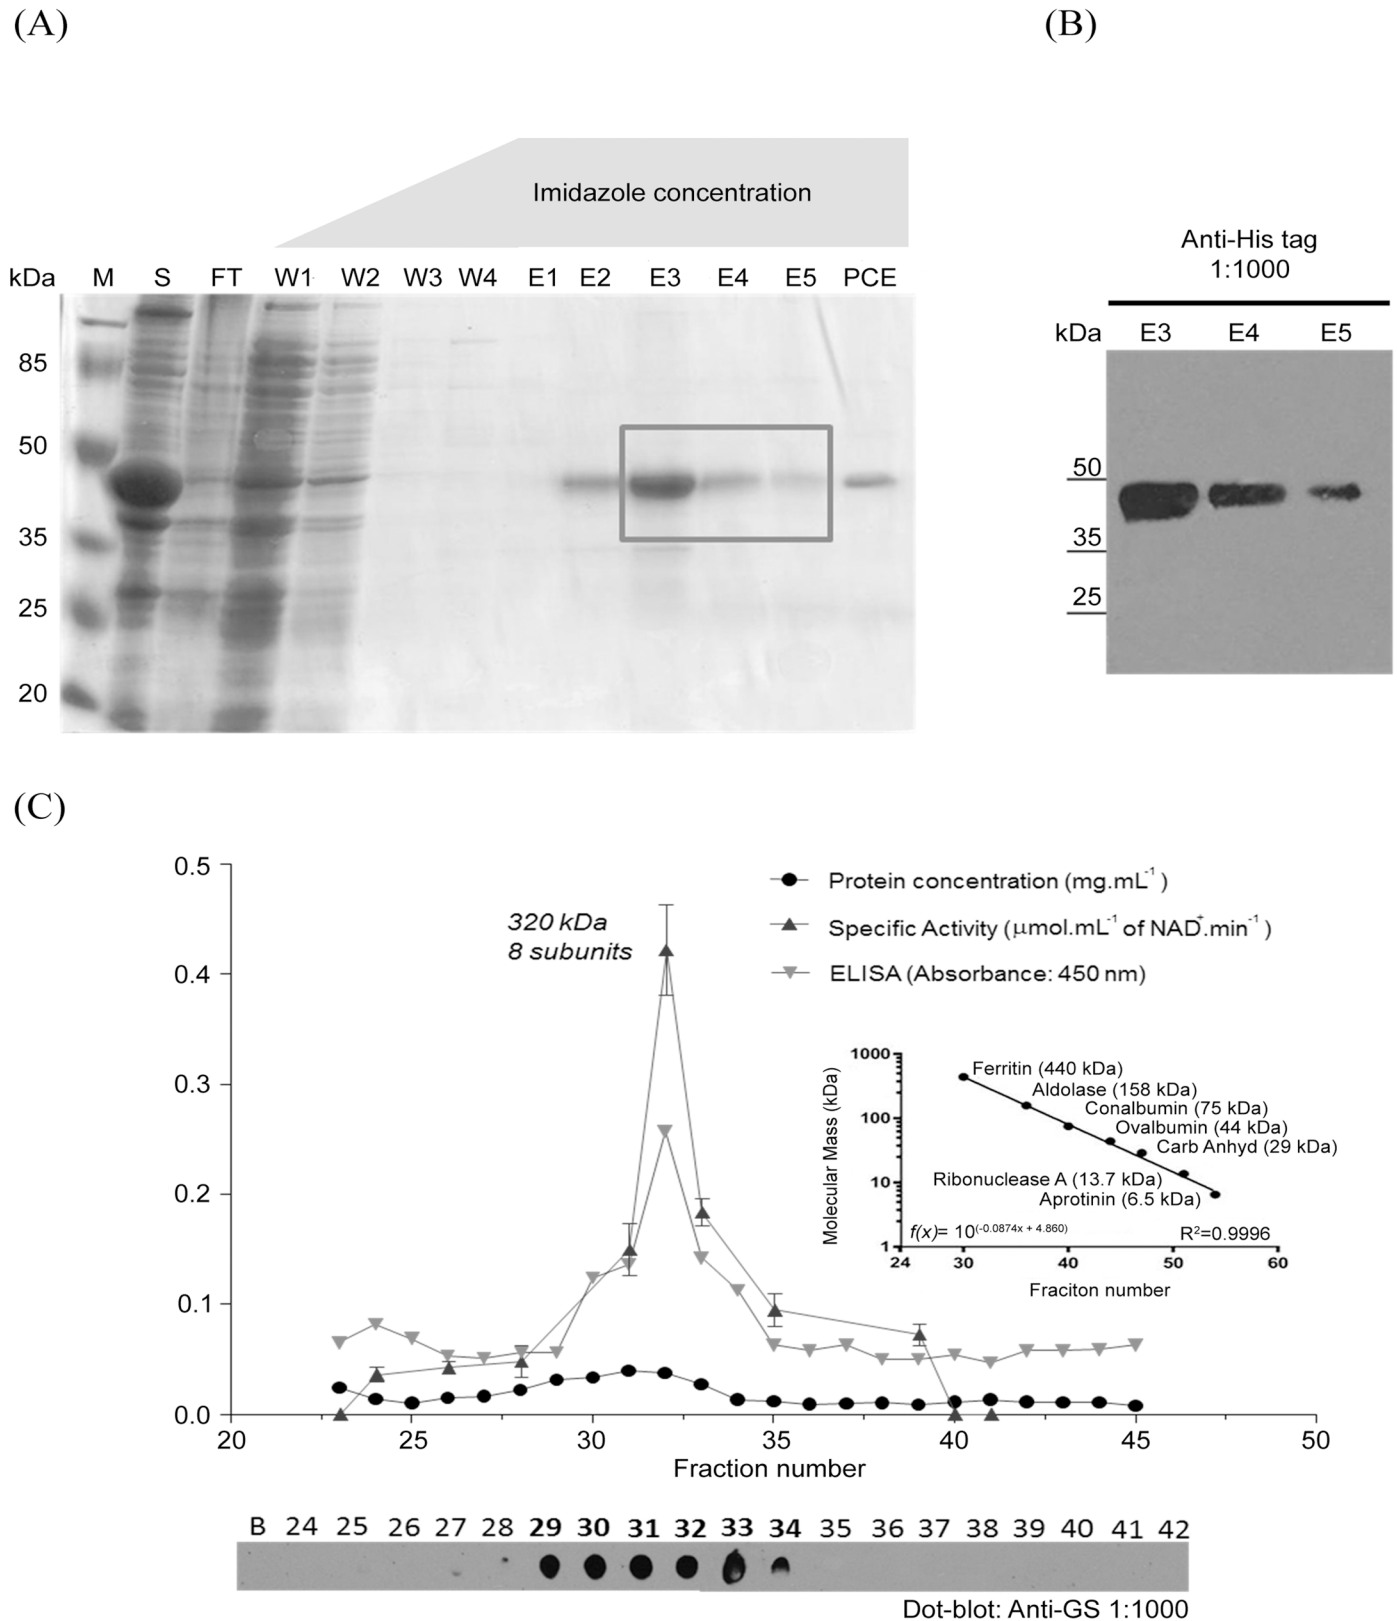 (A)
Imidazole concentration
kDa M S FT W1 W2 W3 W4 E1 E2 E3 E4 E5 PCE
85
50
35
25
20
(B)
Anti-His tag
1:1000
kDa E3 E4 E5
50
35
25
(C)
0.5
0.4
0.3
0.2
0.1
0.0
20 25 30 35 40 45 50
Fraction number
320 kDa
8 subunits
Protein concentration (mg.mL⁻¹)
Specific Activity (µmol.mL⁻¹ of NAD⁺.min⁻¹)
ELISA (Absorbance: 450 nm)
Molecular Mass (kDa)
1000
100
10
1
Ferritin (440 kDa)
Aldolase (158 kDa)
Conalbumin (75 kDa)
Ovalbumin (44 kDa)
Carb Anhyd (29 kDa)
Ribonuclease A (13.7 kDa)
Aprotinin (6.5 kDa)
f(x)= 10^(-0.0874x + 4.860) R²=0.9996
24 30 40 50 60
Fraciton number
B 24 25 26 27 28 29 30 31 32 33 34 35 36 37 38 39 40 41 42
Dot-blot: Anti-GS 1:1000